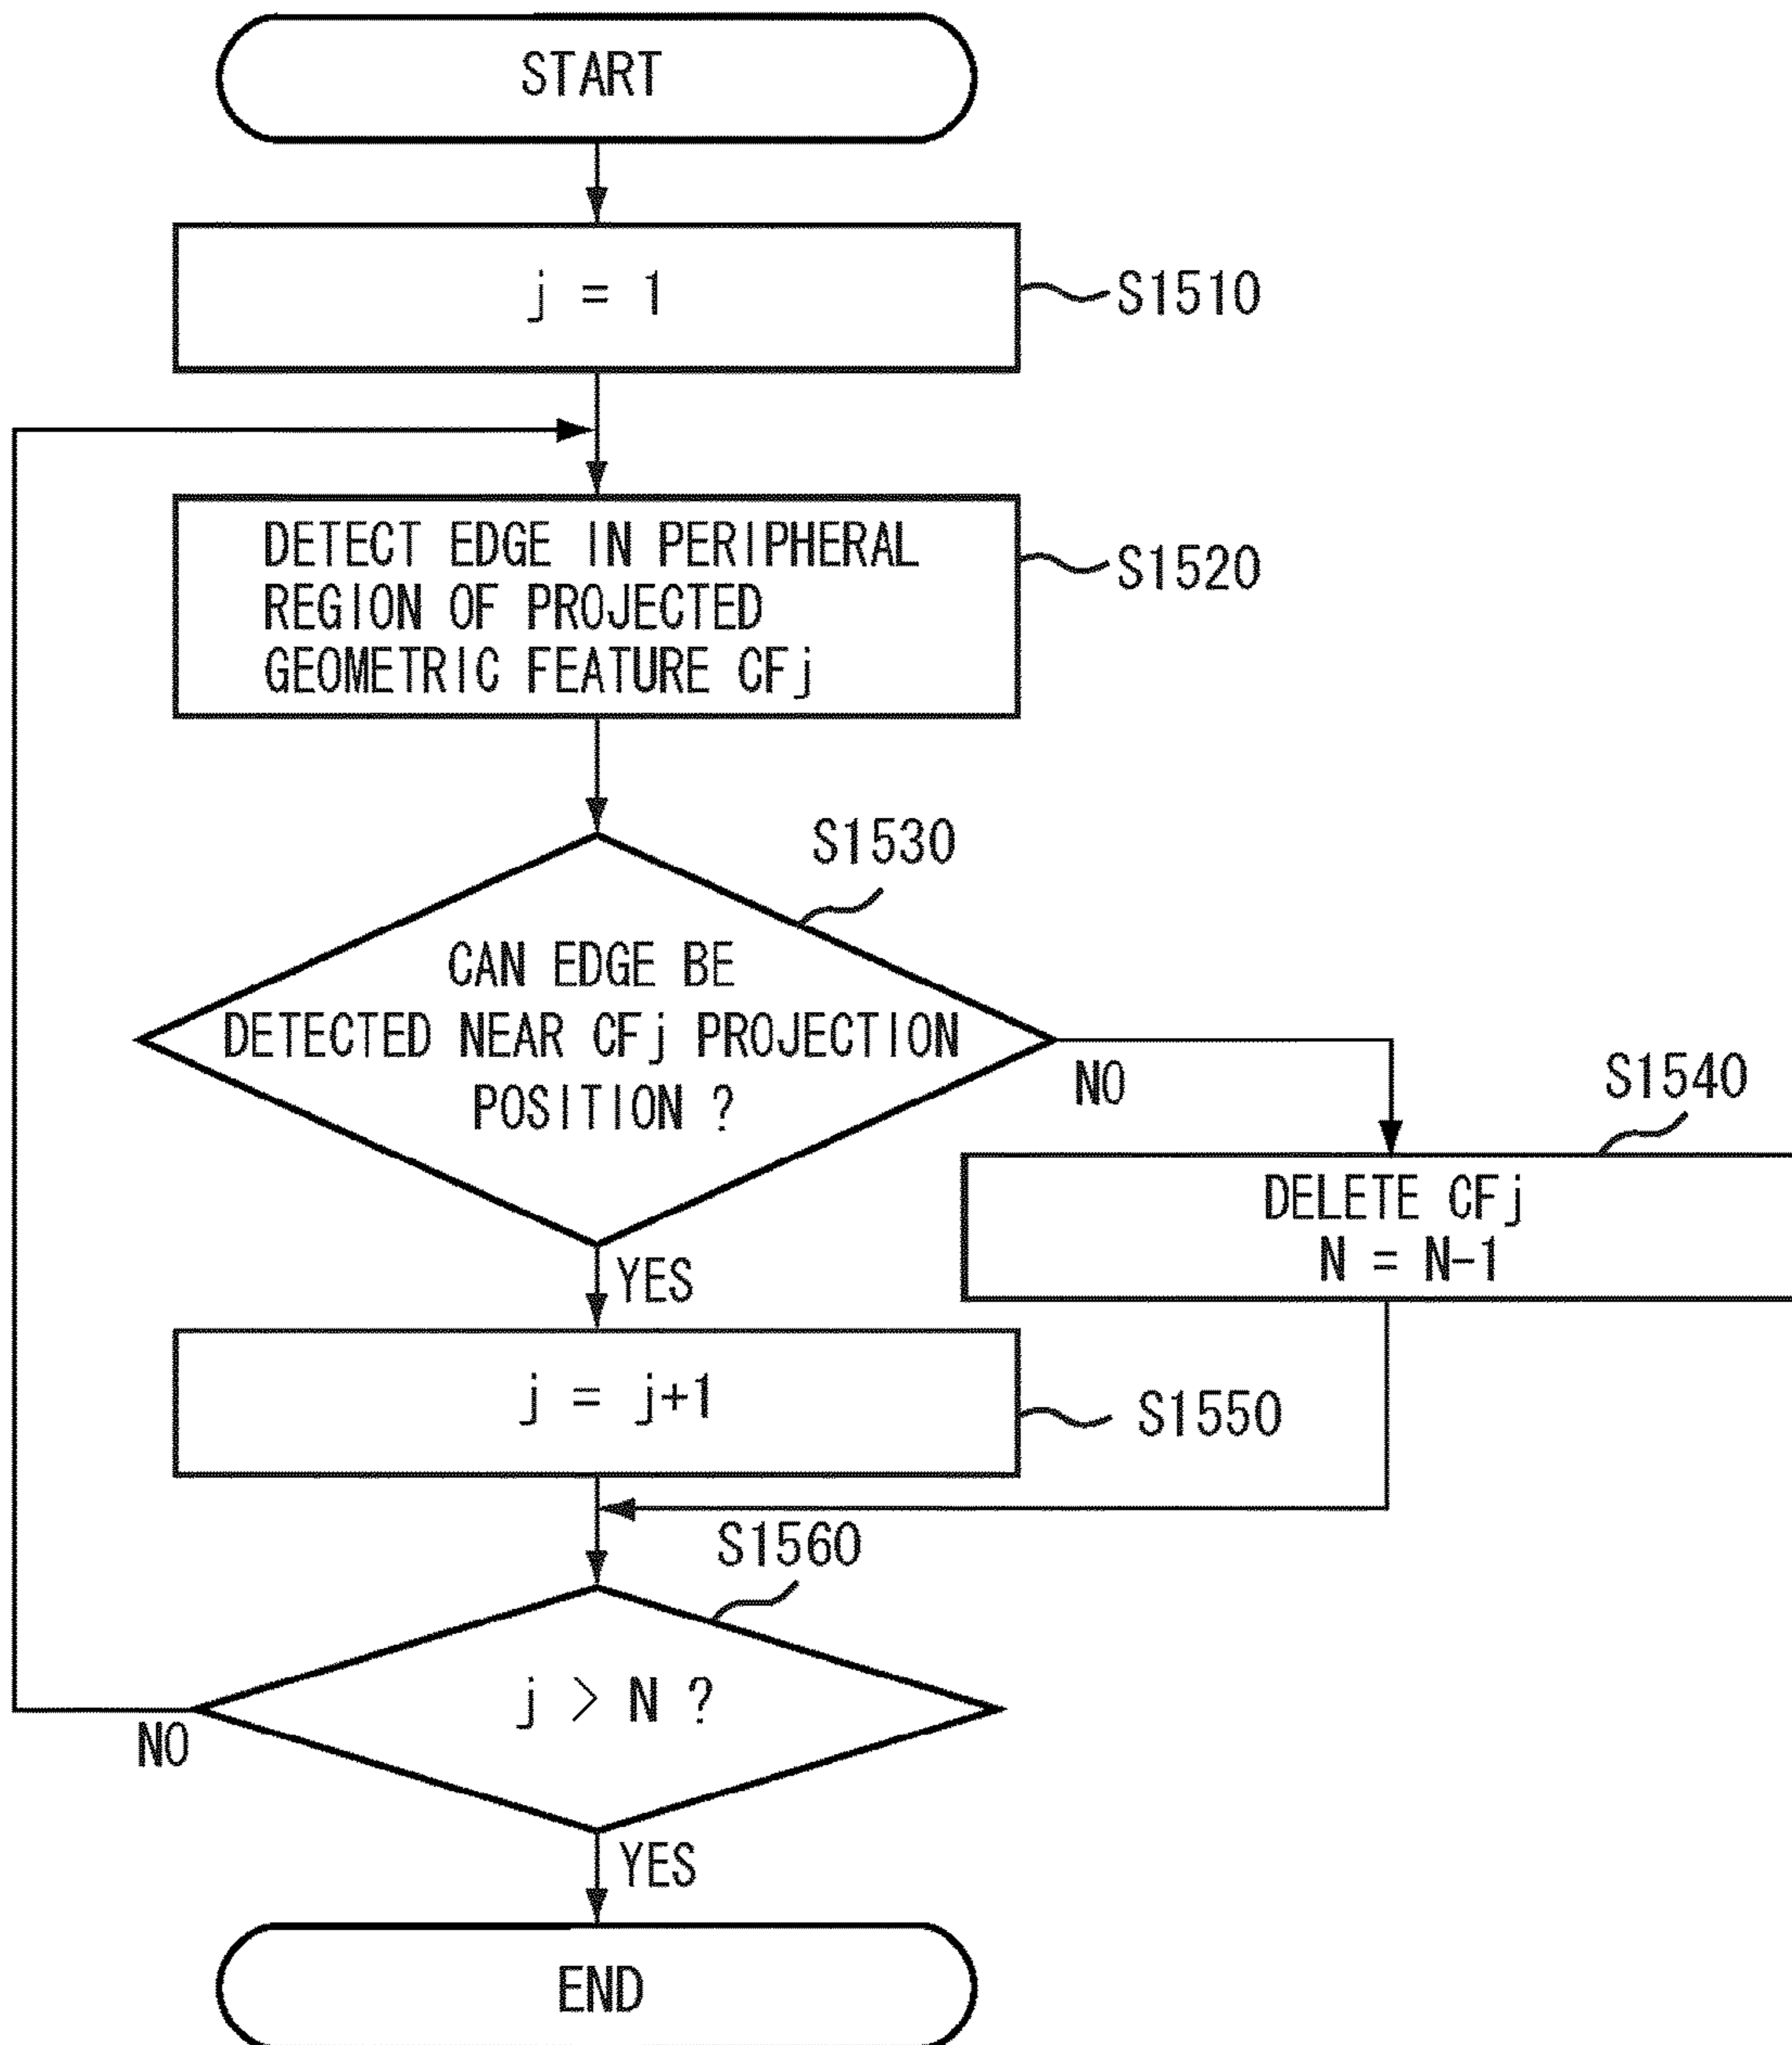 START
j = 1
S1510
DETECT EDGE IN PERIPHERAL
REGION OF PROJECTED
GEOMETRIC FEATURE CFj
S1520
S1530
CAN EDGE BE
DETECTED NEAR CFj PROJECTION
POSITION ?
NO
S1540
DELETE CFj
N = N-1
YES
j = j+1
S1550
S1560
j > N ?
NO
YES
END